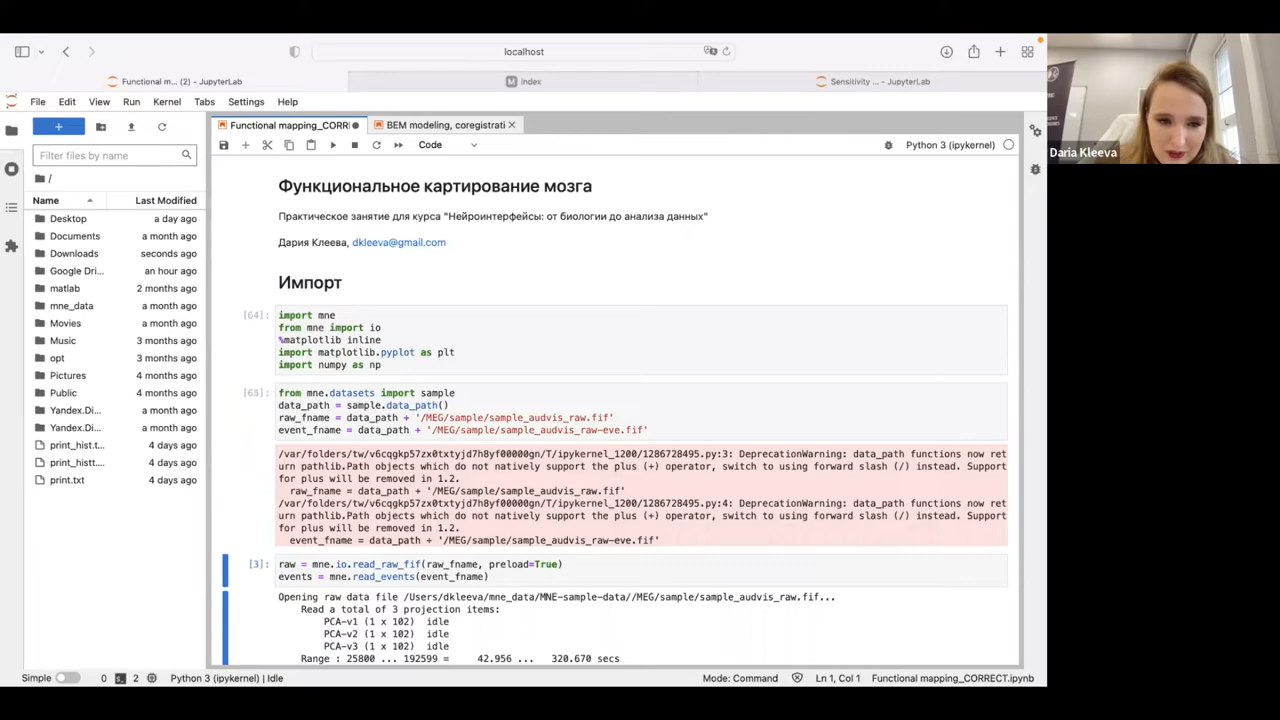 localhost
Functional m... (2) - JupyterLab
index
Sensitivity ... - JupyterLab
File Edit View Run Kernel Tabs Settings Help
Functional mapping_CORR
BEM modeling, coregistrati
Code
Python 3 (ipykernel)
Daria Kleeva
Filter files by name
/
Name Last Modified
Desktop a day ago
Documents a month ago
Downloads seconds ago
Google Dri... an hour ago
matlab 2 months ago
mne_data a month ago
Movies a month ago
Music 3 months ago
opt a month ago
Pictures 3 months ago
Public 3 months ago
Yandex.Di... a month ago
Yandex.Di... a month ago
print_hist.t... 4 days ago
print_histt.... 4 days ago
print.txt 4 days ago
Функциональное картирование мозга
Практическое занятие для курса "Нейроинтерфейсы: от биологии до анализа данных"
Дария Клеева, dkleeva@gmail.com
Импорт
[64]:
import mne
from mne import io
%matplotlib inline
import matplotlib.pyplot as plt
import numpy as np
[65]:
from mne.datasets import sample
data_path = sample.data_path()
raw_fname = data_path + '/MEG/sample/sample_audvis_raw.fif'
event_fname = data_path + '/MEG/sample/sample_audvis_raw-eve.fif'
/var/folders/tw/v6cqgkp57zx0txtyjd7h8yf00000gn/T/ipykernel_1200/1286728495.py:3: DeprecationWarning: data_path functions now ret
urn pathlib.Path objects which do not natively support the plus (+) operator, switch to using forward slash (/) instead. Support
for plus will be removed in 1.2.
raw_fname = data_path + '/MEG/sample/sample_audvis_raw.fif'
/var/folders/tw/v6cqgkp57zx0txtyjd7h8yf00000gn/T/ipykernel_1200/1286728495.py:4: DeprecationWarning: data_path functions now ret
urn pathlib.Path objects which do not natively support the plus (+) operator, switch to using forward slash (/) instead. Support
for plus will be removed in 1.2.
event_fname = data_path + '/MEG/sample/sample_audvis_raw-eve.fif'
[3]:
raw = mne.io.read_raw_fif(raw_fname, preload=True)
events = mne.read_events(event_fname)
Opening raw data file /Users/dkleeva/mne_data/MNE-sample-data//MEG/sample/sample_audvis_raw.fif...
Read a total of 3 projection items:
PCA-v1 (1 x 102) idle
PCA-v2 (1 x 102) idle
PCA-v3 (1 x 102) idle
Range : 25800 ... 192599 = 42.956 ... 320.670 secs
Simple 0 2 Python 3 (ipykernel) | Idle
Mode: Command Ln 1, Col 1 Functional mapping_CORRECT.ipynb